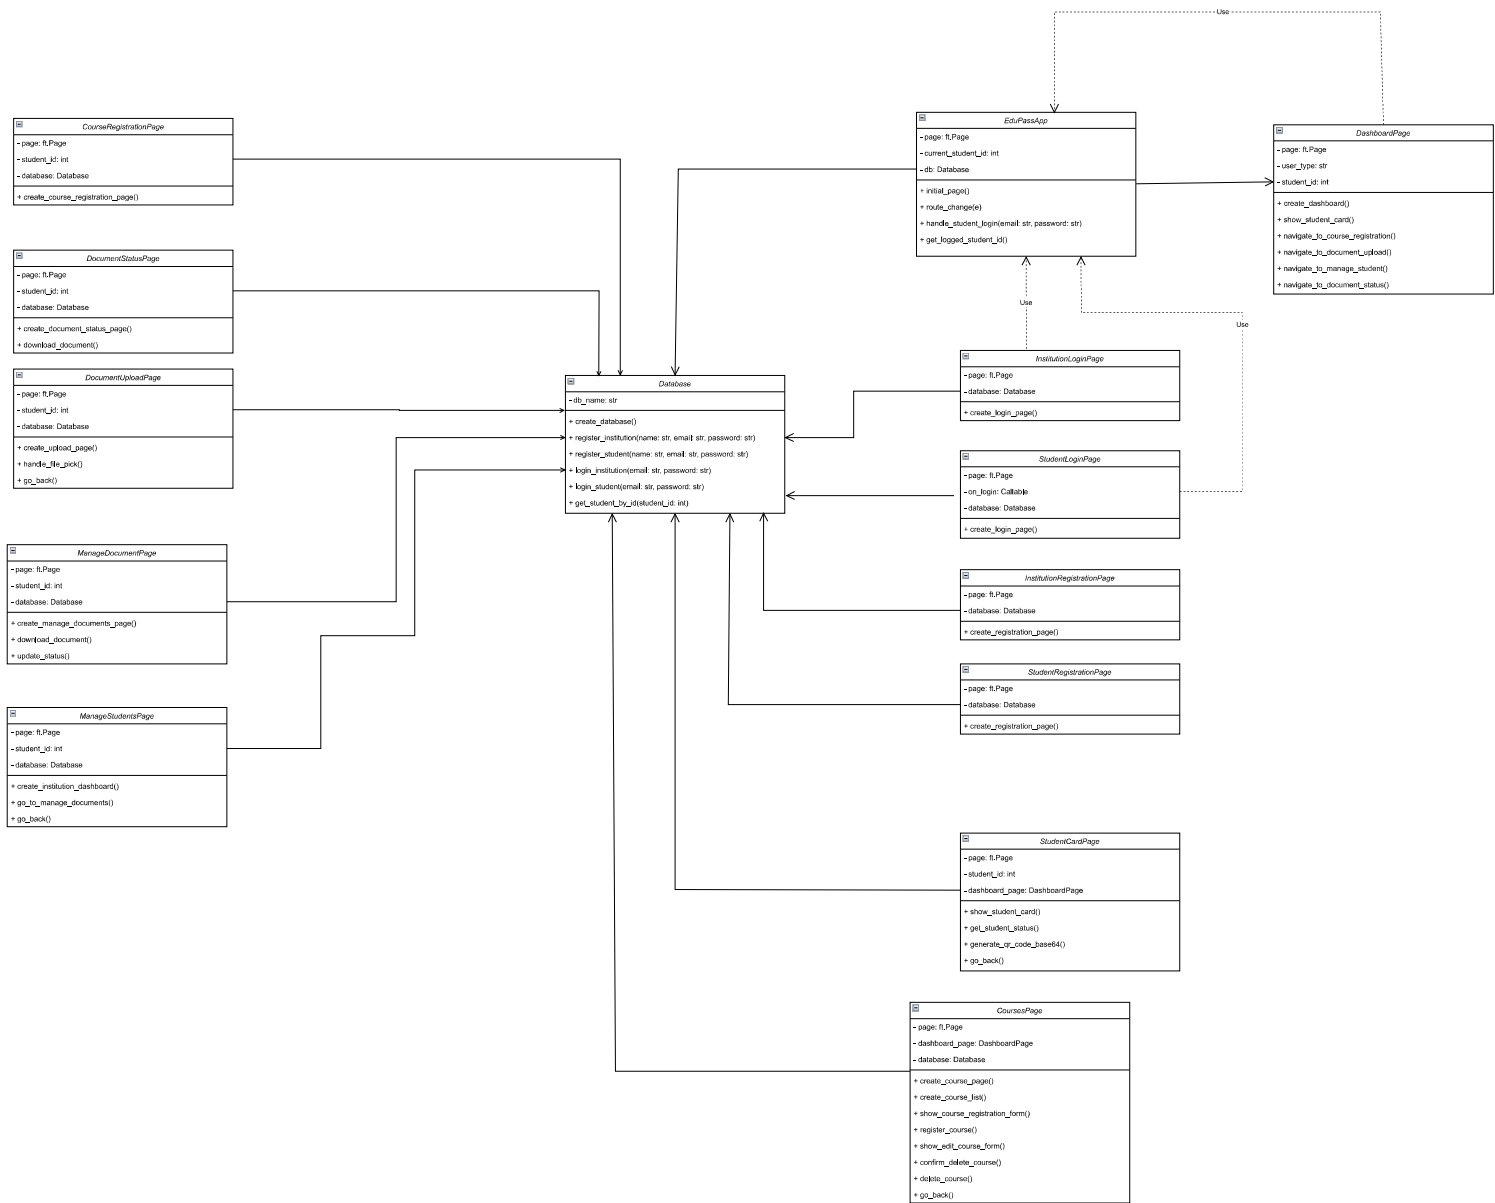 Use
CourseRegistrationPage
- page: ft.Page
- student_id: int
- database: Database
+ create_course_registration_page()
DocumentStatusPage
- page: ft.Page
- student_id: int
- database: Database
+ create_document_status_page()
+ download_document()
DocumentUploadPage
- page: ft.Page
- student_id: int
- database: Database
+ create_upload_page()
+ handle_file_pick()
+ go_back()
ManageDocumentPage
- page: ft.Page
- student_id: int
- database: Database
+ create_manage_documents_page()
+ download_document()
+ update_status()
ManageStudentsPage
- page: ft.Page
- student_id: int
- database: Database
+ create_institution_dashboard()
+ go_to_manage_documents()
+ go_back()
Database
- db_name: str
+ create_database()
+ register_institution(name: str, email: str, password: str)
+ register_student(name: str, email: str, password: str)
+ login_institution(email: str, password: str)
+ login_student(email: str, password: str)
+ get_student_by_id(student_id: int)
EduPassApp
- page: ft.Page
- current_student_id: int
- db: Database
+ initial_page()
+ route_change(e)
+ handle_student_login(email: str, password: str)
+ get_logged_student_id()
DashboardPage
- page: ft.Page
- user_type: str
- student_id: int
+ create_dashboard()
+ show_student_card()
+ navigate_to_course_registration()
+ navigate_to_document_upload()
+ navigate_to_manage_student()
+ navigate_to_document_status()
Use
Use
InstitutionLoginPage
- page: ft.Page
- database: Database
+ create_login_page()
StudentLoginPage
- page: ft.Page
- on_login: Callable
- database: Database
+ create_login_page()
InstitutionRegistrationPage
- page: ft.Page
- database: Database
+ create_registration_page()
StudentRegistrationPage
- page: ft.Page
- database: Database
+ create_registration_page()
StudentCardPage
- page: ft.Page
- student_id: int
- dashboard_page: DashboardPage
+ show_student_card()
+ get_student_status()
+ generate_qr_code_base64()
+ go_back()
CoursesPage
- page: ft.Page
- dashboard_page: DashboardPage
- database: Database
+ create_course_page()
+ create_course_list()
+ show_course_registration_form()
+ register_course()
+ show_edit_course_form()
+ confirm_delete_course()
+ delete_course()
+ go_back()